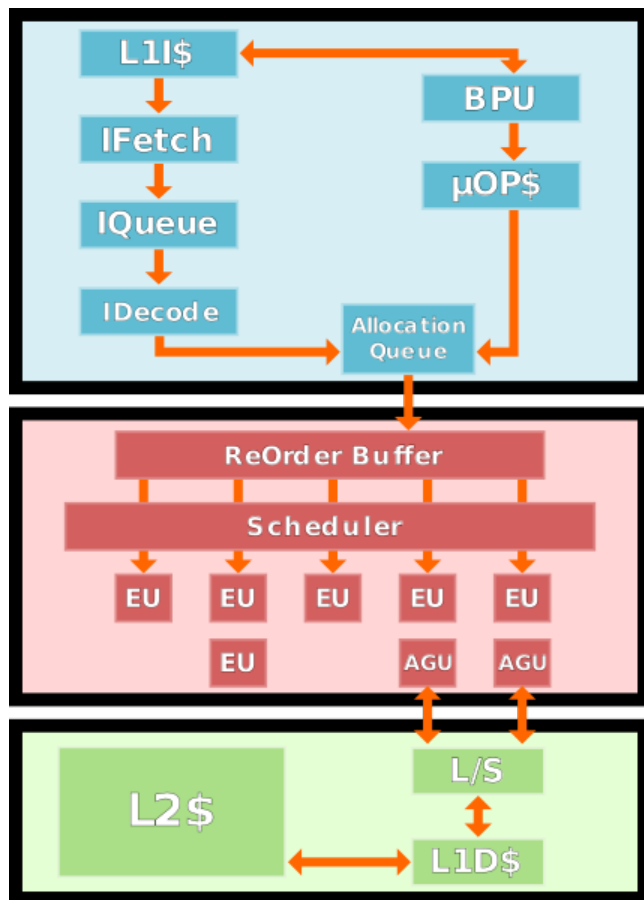 L1I$
BPU
IFetch
µOP$
IQueue
IDecode
Allocation
Queue
ReOrder Buffer
Scheduler
EU EU EU EU EU
EU AGU AGU
L2$
L/S
L1D$